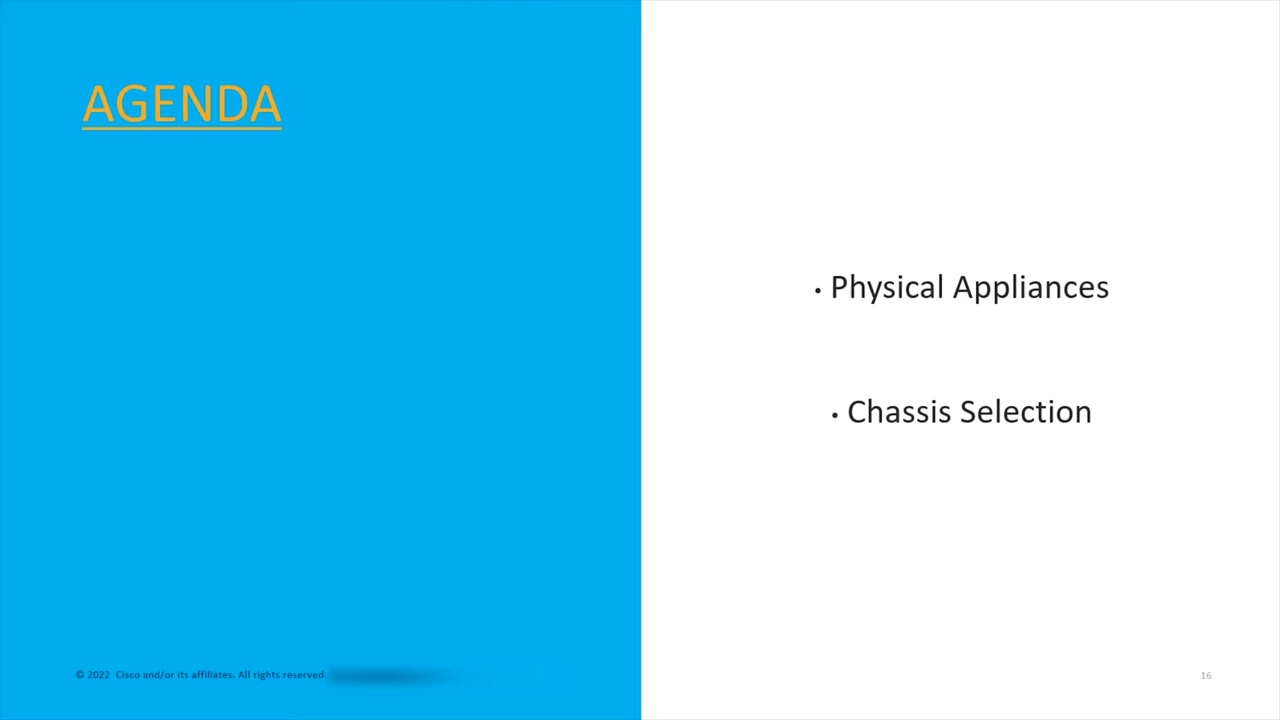 AGENDA
• Physical Appliances
• Chassis Selection
© 2022 Cisco and/or its affiliates. All rights reserved.
16